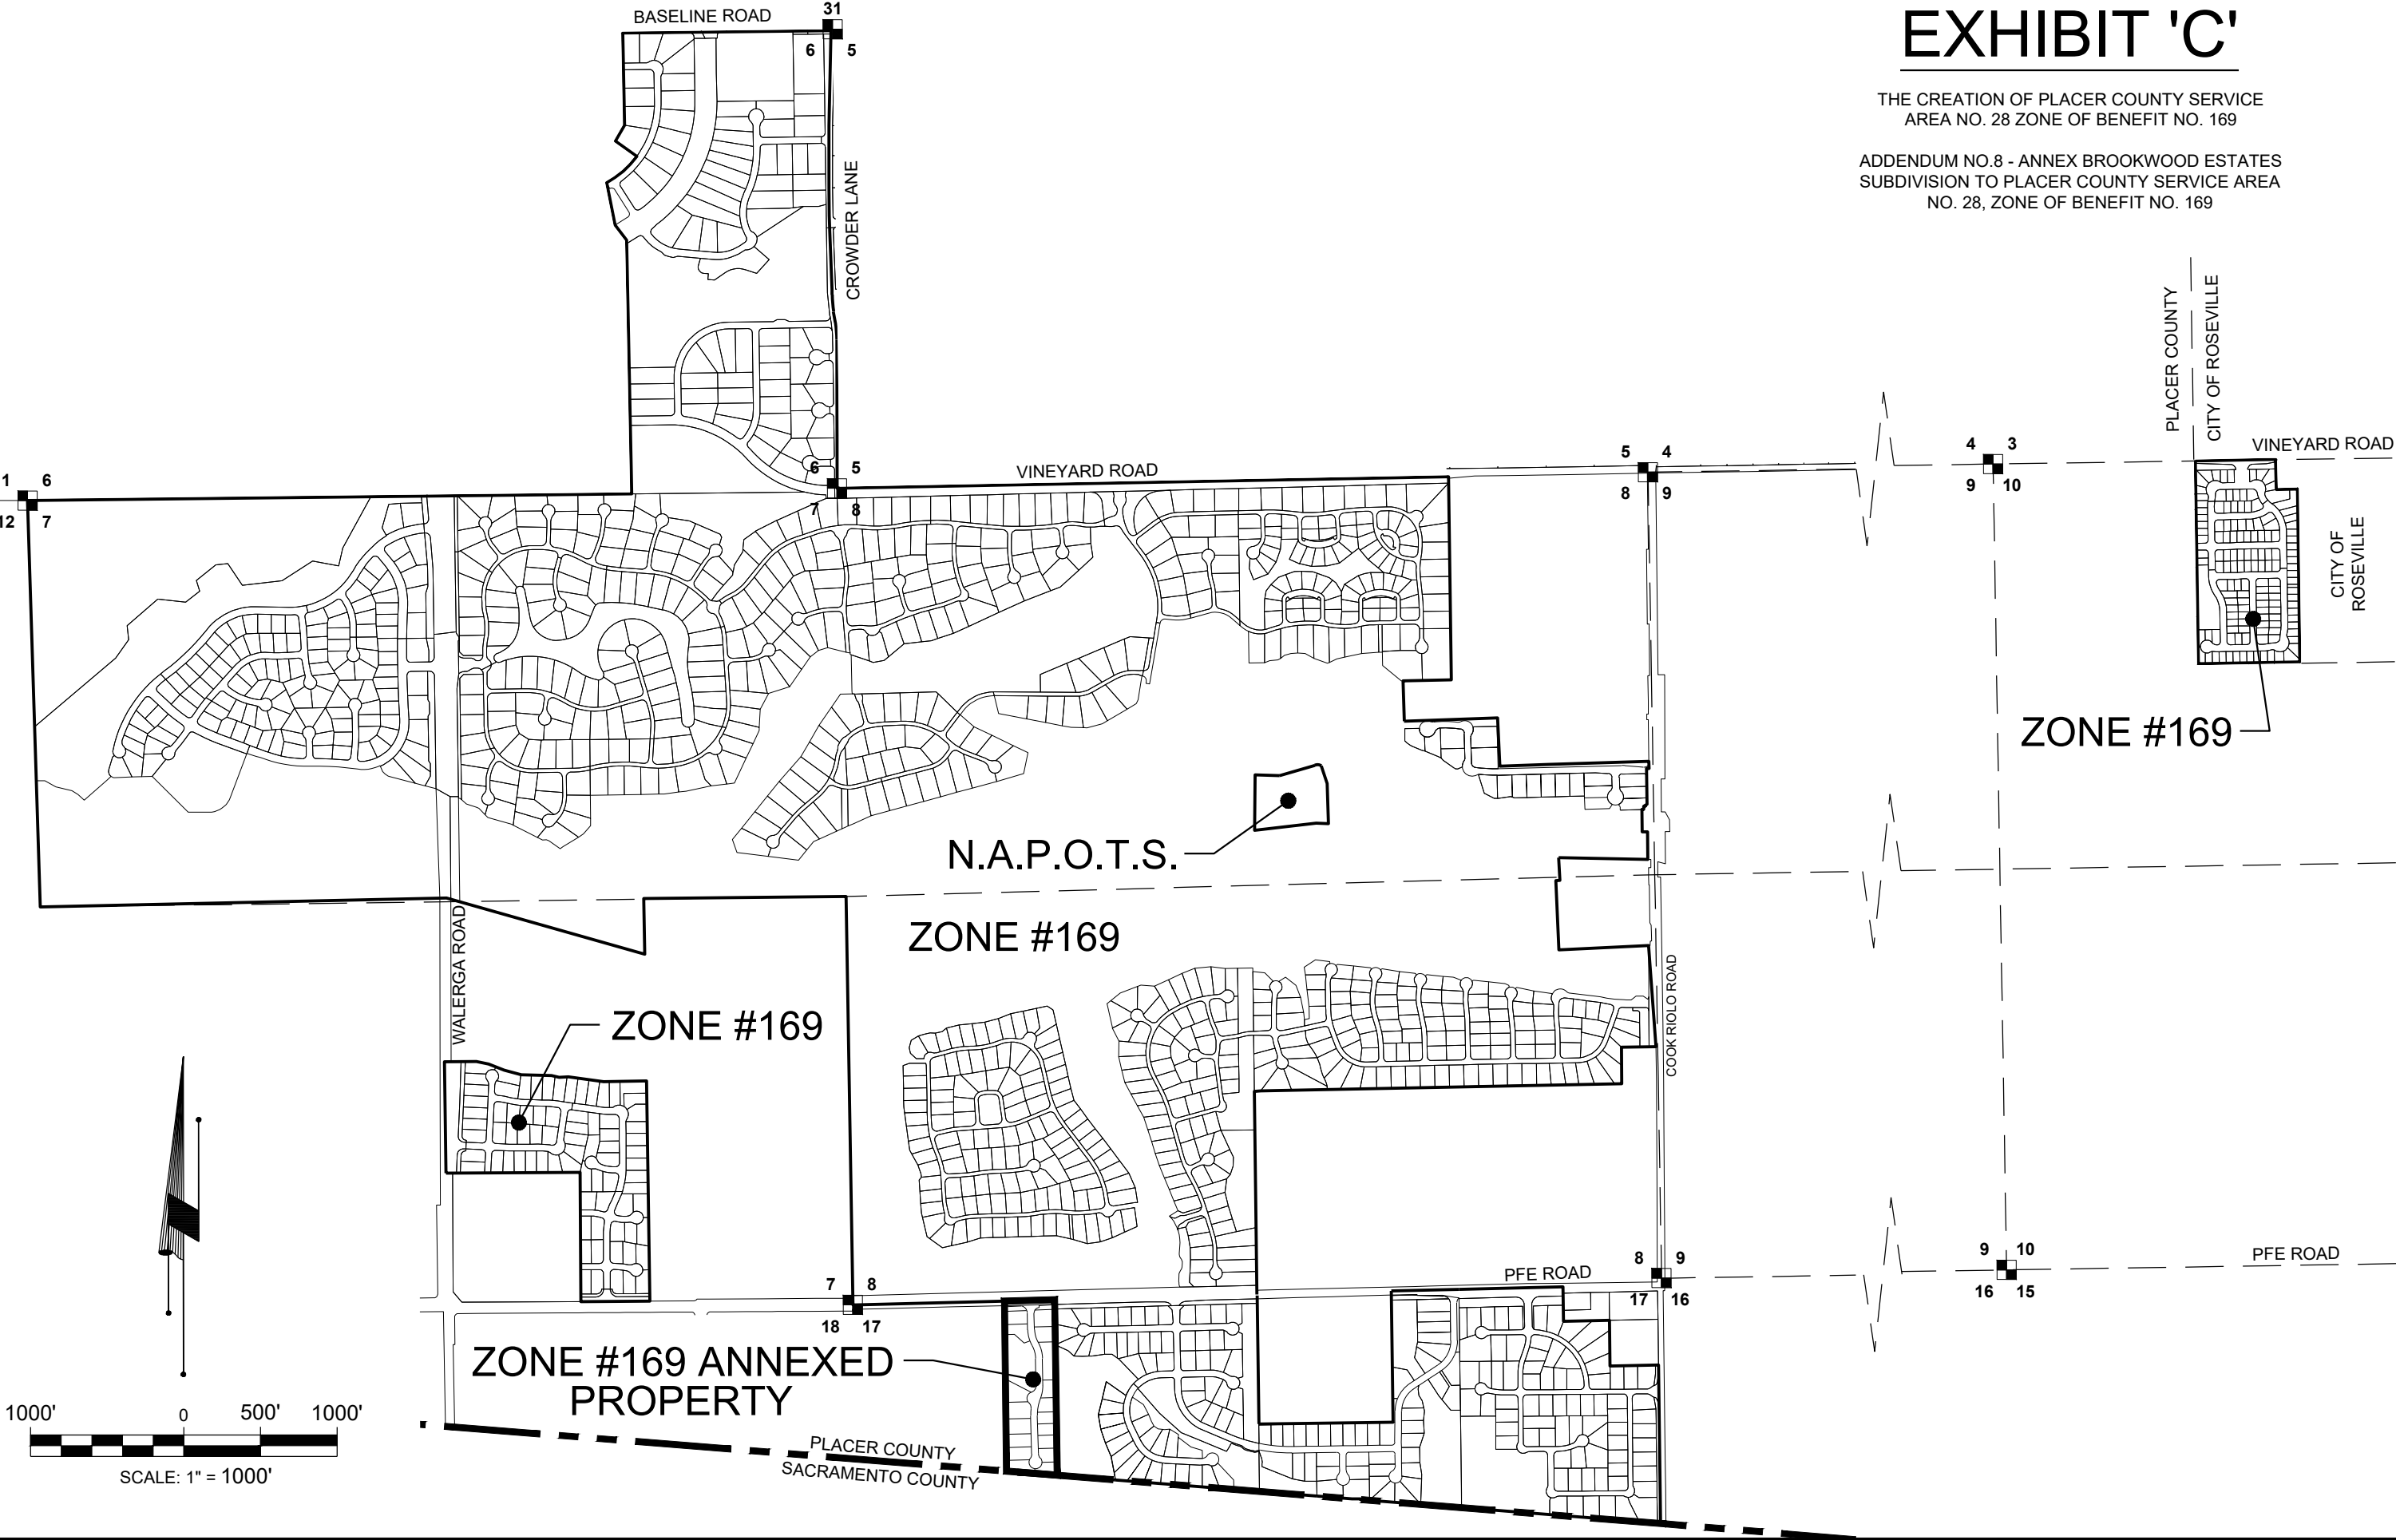 EXHIBIT 'C'
THE CREATION OF PLACER COUNTY SERVICE
AREA NO. 28 ZONE OF BENEFIT NO. 169
ADDENDUM NO.8 - ANNEX BROOKWOOD ESTATES
SUBDIVISION TO PLACER COUNTY SERVICE AREA
NO. 28, ZONE OF BENEFIT NO. 169
BASELINE ROAD
31
6 5
CROWDER LANE
PLACER COUNTY
CITY OF ROSEVILLE
VINEYARD ROAD
1 6
12 7
6 5
7 8
VINEYARD ROAD
5 4
8 9
4 3
9 10
CITY OF
ROSEVILLE
ZONE #169
N.A.P.O.T.S.
ZONE #169
WALERGA ROAD
COOK RIOLO ROAD
ZONE #169
7 8
18 17
PFE ROAD
8 9
17 16
9 10
16 15
PFE ROAD
ZONE #169 ANNEXED
PROPERTY
PLACER COUNTY
SACRAMENTO COUNTY
1000' 0 500' 1000'
SCALE: 1" = 1000'